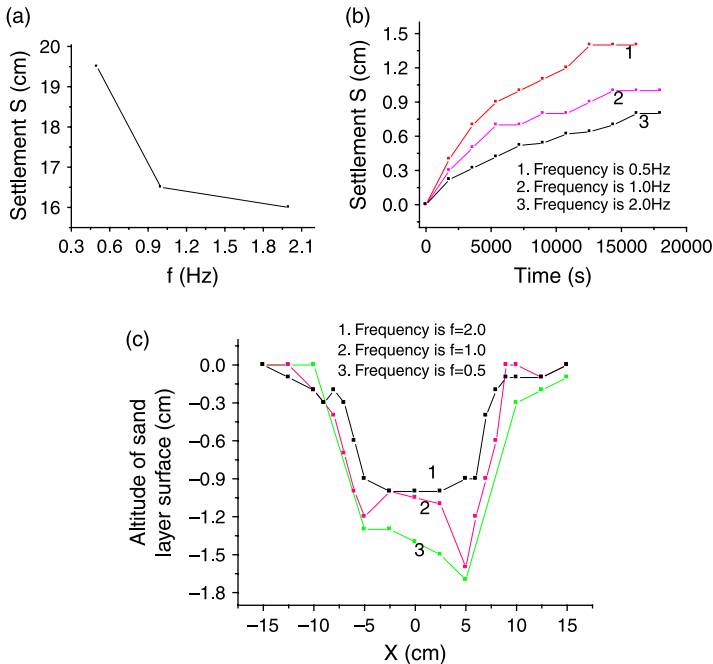 (a)
Settlement S (cm)
20
19
18
17
16
0.3 0.6 0.9 1.2 1.5 1.8 2.1
f (Hz)
(b)
Settlement S (cm)
1.5
1.2
0.9
0.6
0.3
0.0
1
2
3
1. Frequency is 0.5Hz
2. Frequency is 1.0Hz
3. Frequency is 2.0Hz
0 5000 10000 15000 20000
Time (s)
(c)
1. Frequency is f=2.0
2. Frequency is f=1.0
3. Frequency is f=0.5
Altitude of sand
layer surface (cm)
0.0
−0.3
−0.6
−0.9
−1.2
−1.5
−1.8
1
2
3
−15 −10 −5 0 5 10 15
X (cm)